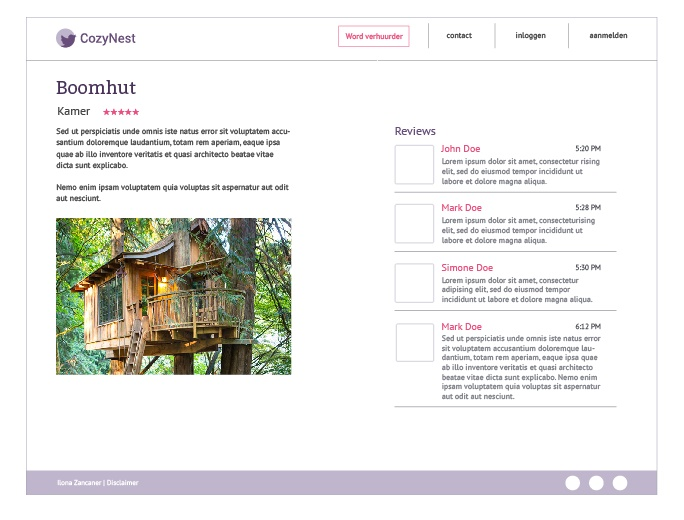 CozyNest
Word verhuurder
contact
inloggen
aanmelden
Boomhut
Kamer
Sed ut perspiciatis unde omnis iste natus error sit voluptatem accu-
santium doloremque laudantium, totam rem aperiam, eaque ipsa
quae ab illo inventore veritatis et quasi architecto beatae vitae
dicta sunt explicabo.
Nemo enim ipsam voluptatem quia voluptas sit aspernatur aut odit
aut nesciunt.
Reviews
John Doe 5:20 PM
Lorem ipsum dolor sit amet, consectetur rising
elit, sed do eiusmod tempor incididunt ut
labore et dolore magna aliqua.
Mark Doe 5:28 PM
Lorem ipsum dolor sit amet, consecteturising
elit, sed do eiusmod tempor incididunt ut
labore et dolore magna aliqua.
Simone Doe 5:30 PM
Lorem ipsum dolor sit amet, consectetur
adipising elit, sed do eiusmod tempor
incididunt ut labore et dolore magna aliqua.
Mark Doe 6:12 PM
Sed ut perspiciatis unde omnis iste natus error
sit voluptatem accusantium doloremque lau-
dantium, totam rem aperiam, eaque ipsa quae
ab illo inventore veritatis et quasi architecto
beatae vitae dicta sunt explicabo. Nemo enim
ipsam voluptatem quia voluptas sit aspernatur
aut odit aut nesciunt.
Ilona Zancaner | Disclaimer